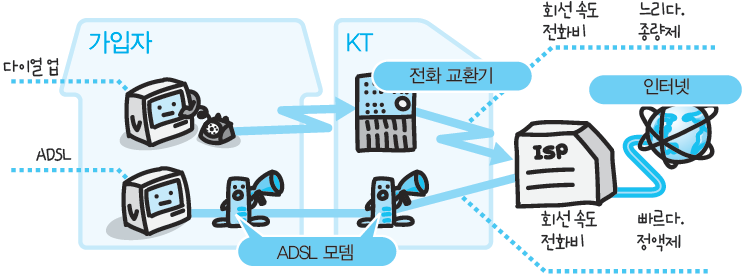 회선 속도 느리다.
전화비 종량제
가입자
KT
다이얼 업
전화 교환기
인터넷
ADSL
ISP
회선 속도 빠르다.
전화비 정액제
ADSL 모뎀